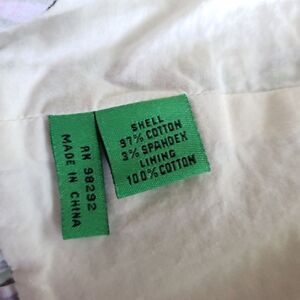 RN 98292
MADE IN CHINA
SHELL
97% COTTON
3% SPANDEX
LINING
100% COTTON